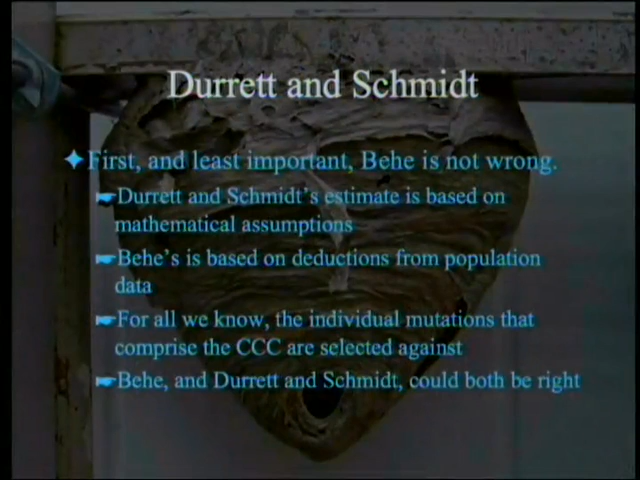 Durrett and Schmidt
First, and least important, Behe is not wrong.
Durrett and Schmidt's estimate is based on
mathematical assumptions
Behe's is based on deductions from population
data
For all we know, the individual mutations that
comprise the CCC are selected against
Behe, and Durrett and Schmidt, could both be right